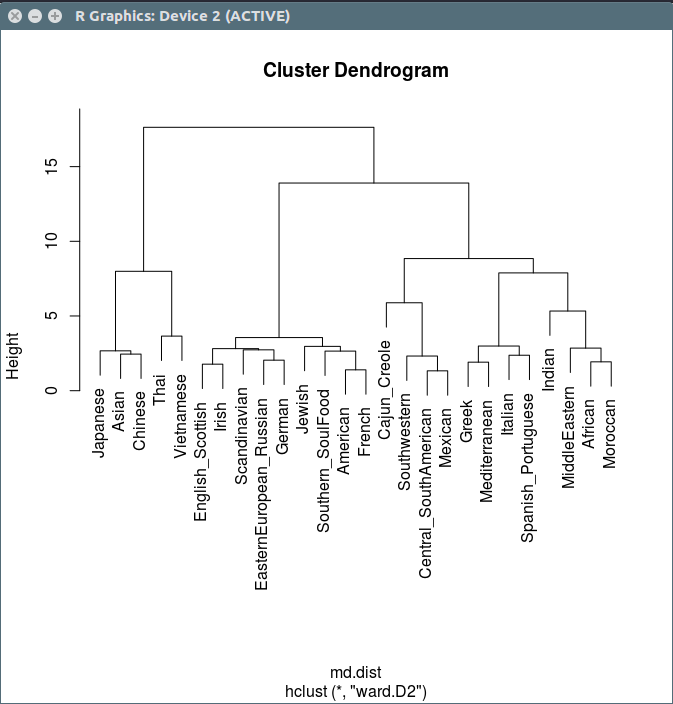 R Graphics: Device 2 (ACTIVE)
Cluster Dendrogram
Height
15
10
5
0
Japanese
Asian
Chinese
Thai
Vietnamese
English_Scottish
Irish
Scandinavian
EasternEuropean_Russian
German
Jewish
Southern_SoulFood
American
French
Cajun_Creole
Southwestern
Central_SouthAmerican
Mexican
Greek
Mediterranean
Italian
Spanish_Portuguese
Indian
MiddleEastern
African
Moroccan
md.dist
hclust (*, "ward.D2")